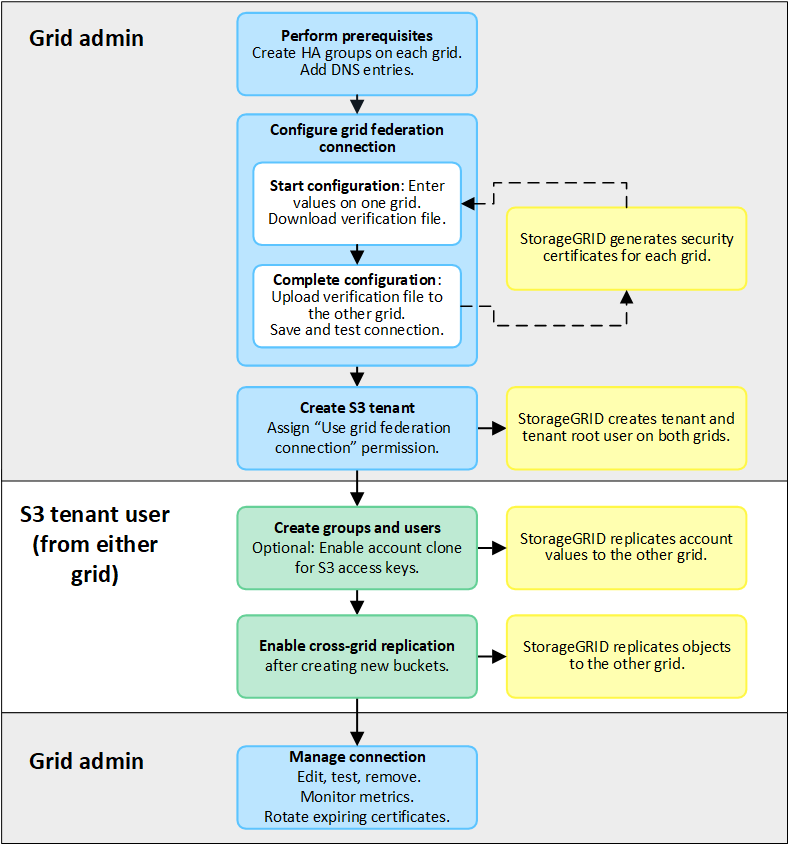 Grid admin
Perform prerequisites
Create HA groups on each grid.
Add DNS entries.
Configure grid federation
connection
Start configuration: Enter
values on one grid.
Download verification file.
StorageGRID generates security
certificates for each grid.
Complete configuration:
Upload verification file to
the other grid.
Save and test connection.
Create S3 tenant
Assign “Use grid federation
connection” permission.
StorageGRID creates tenant and
tenant root user on both grids.
S3 tenant user
(from either
grid)
Create groups and users
Optional: Enable account clone
for S3 access keys.
StorageGRID replicates account
values to the other grid.
Enable cross-grid replication
after creating new buckets.
StorageGRID replicates objects
to the other grid.
Grid admin
Manage connection
Edit, test, remove.
Monitor metrics.
Rotate expiring certificates.